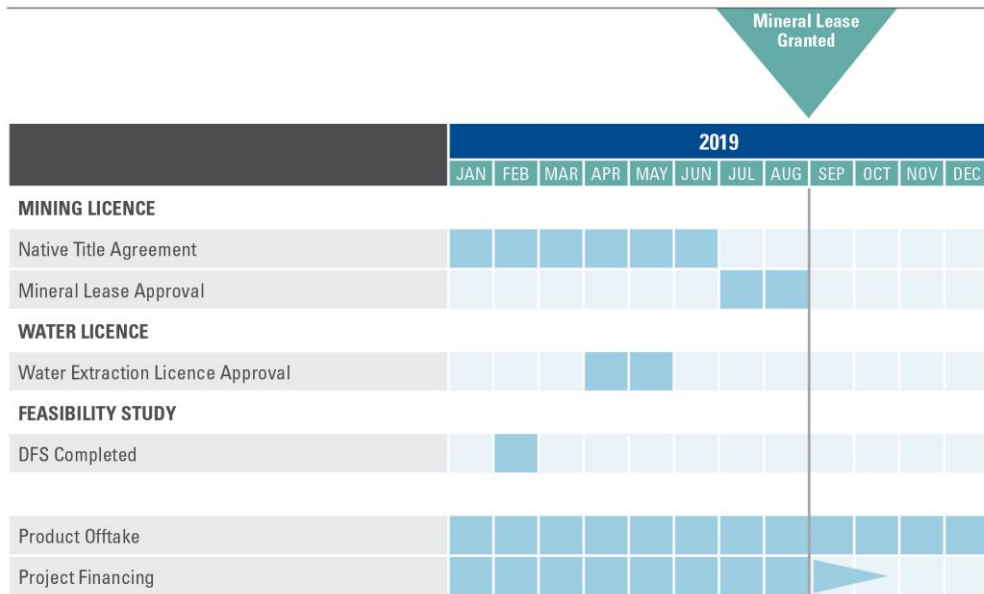 Mineral Lease
Granted
2019
JAN FEB MAR APR MAY JUN JUL AUG SEP OCT NOV DEC
MINING LICENCE
Native Title Agreement
Mineral Lease Approval
WATER LICENCE
Water Extraction Licence Approval
FEASIBILITY STUDY
DFS Completed
Product Offtake
Project Financing